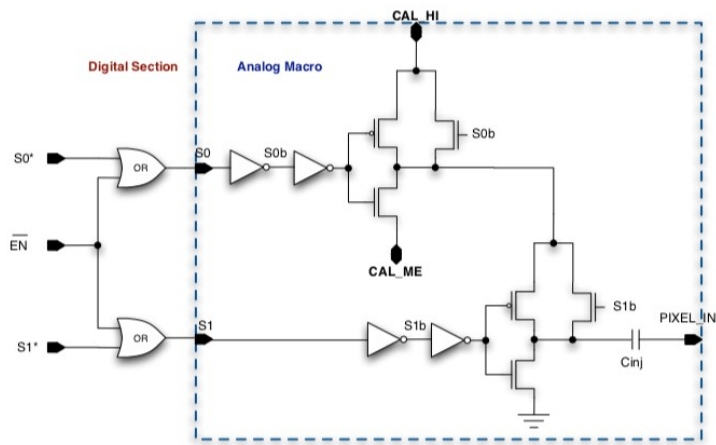 CAL_HI
Digital Section
Analog Macro
S0*
OR
S0
S0b
S0b
EN
CAL_ME
S1*
OR
S1
S1b
S1b
PIXEL_IN
Cinj